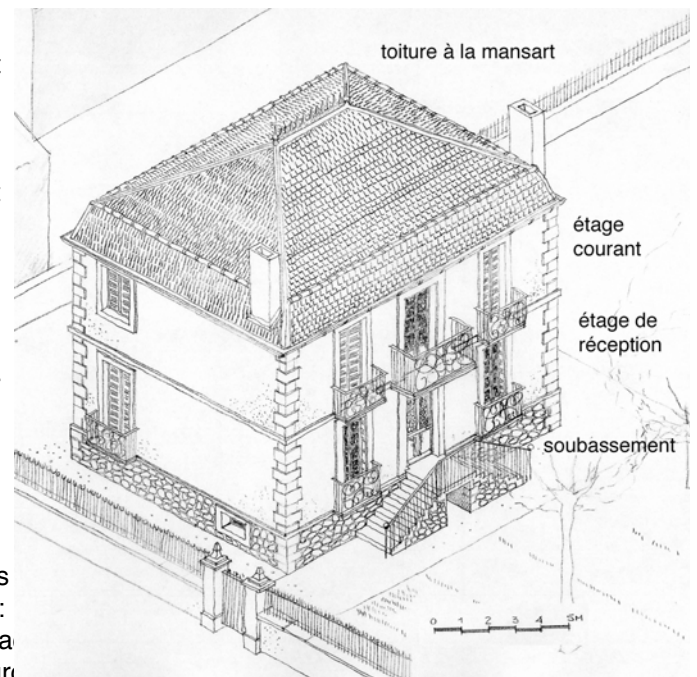 toiture à la mansart
étage
courant
étage de
réception
soubassement
0 1 2 3 4 5M